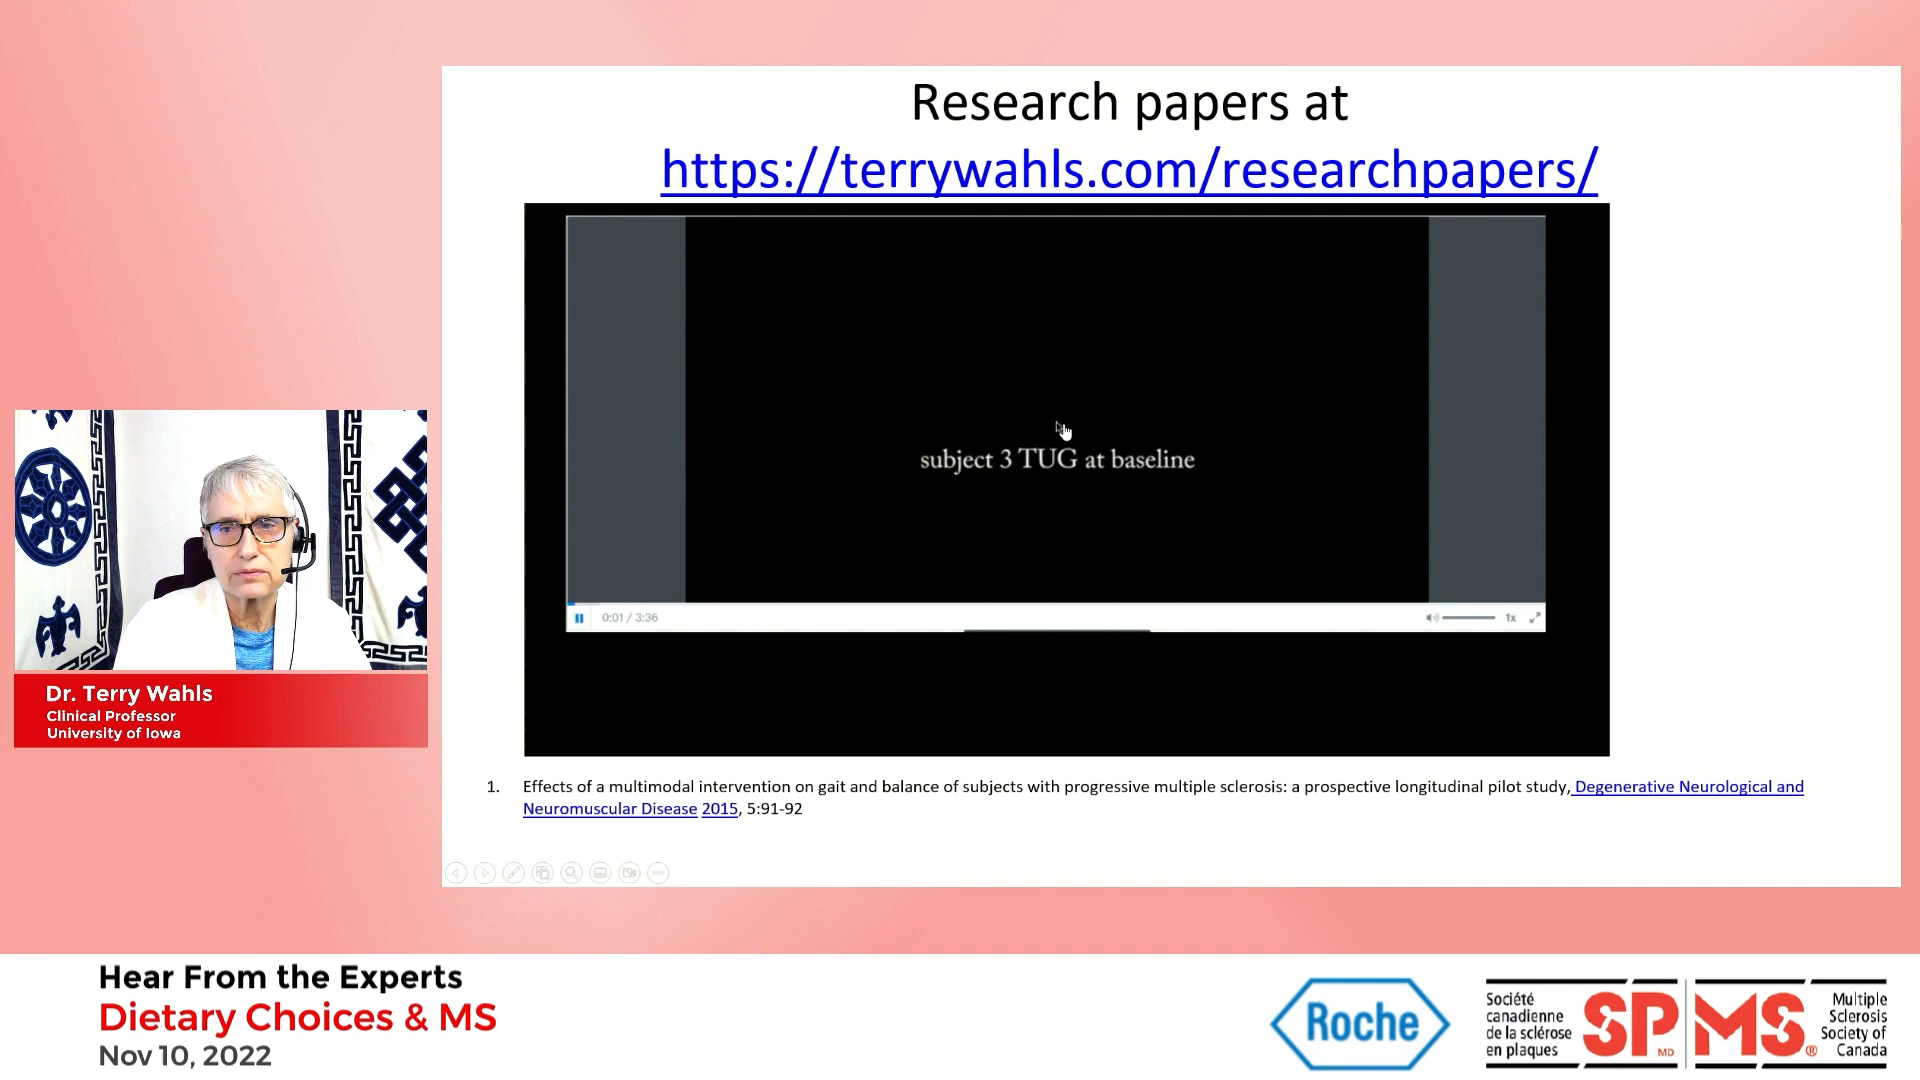 Research papers at
https://terrywahls.com/researchpapers/
subject 3 TUG at baseline
0:01 / 3:36
1x
Dr. Terry Wahls
Clinical Professor
University of Iowa
1. Effects of a multimodal intervention on gait and balance of subjects with progressive multiple sclerosis: a prospective longitudinal pilot study, Degenerative Neurological and
Neuromuscular Disease 2015, 5:91-92
Hear From the Experts
Dietary Choices & MS
Nov 10, 2022
Roche
Société
canadienne
de la sclérose
en plaques
SP MD
MS ®
Multiple
Sclerosis
Society of
Canada